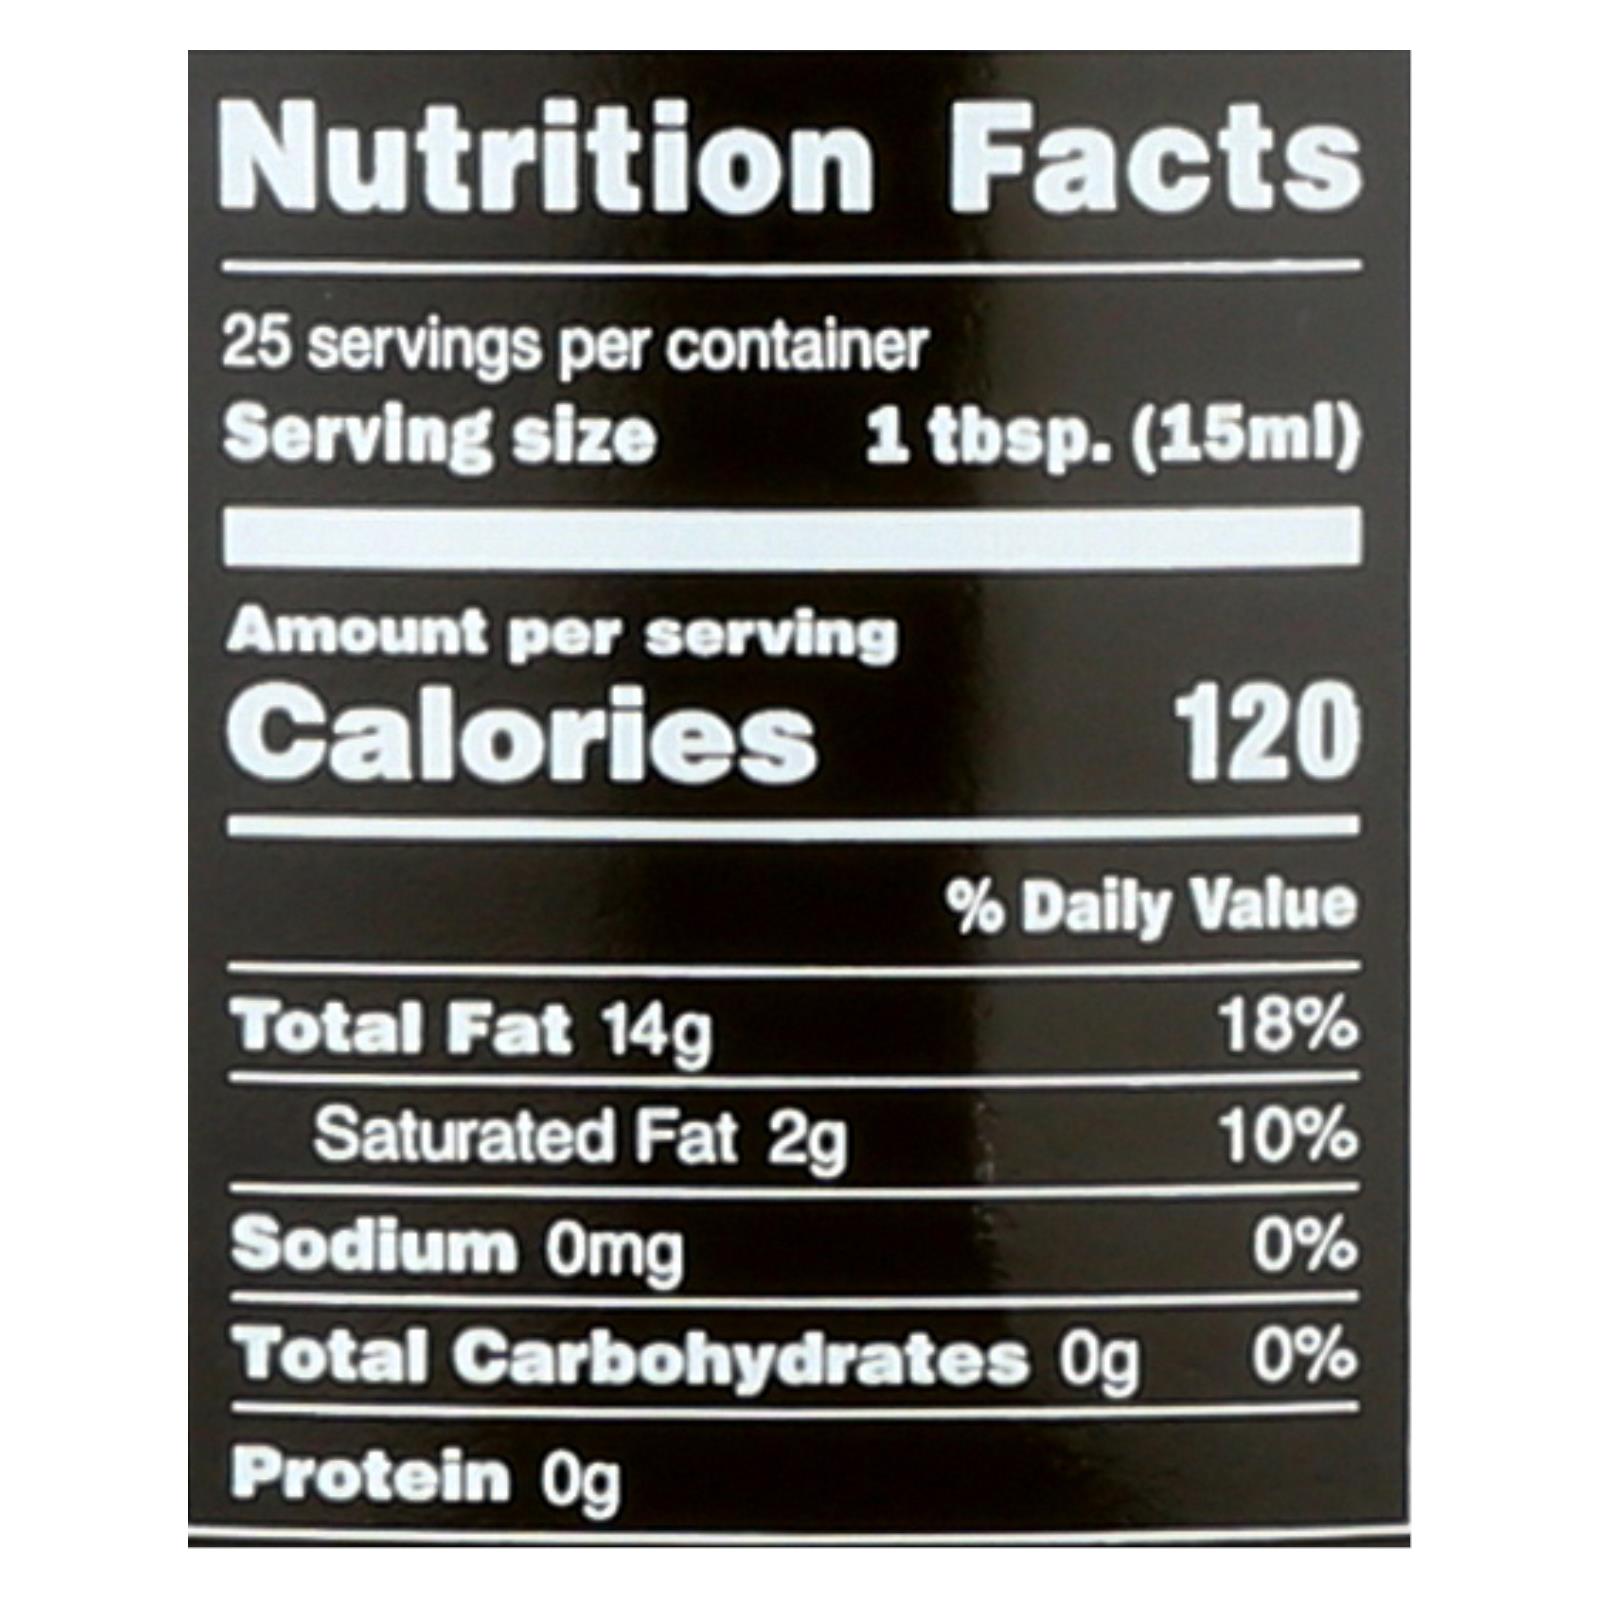 Nutrition Facts
25 servings per container
Serving size 1 tbsp. (15ml)
Amount per serving
Calories 120
% Daily Value
Total Fat 14g 18%
Saturated Fat 2g 10%
Sodium 0mg 0%
Total Carbohydrates 0g 0%
Protein 0g